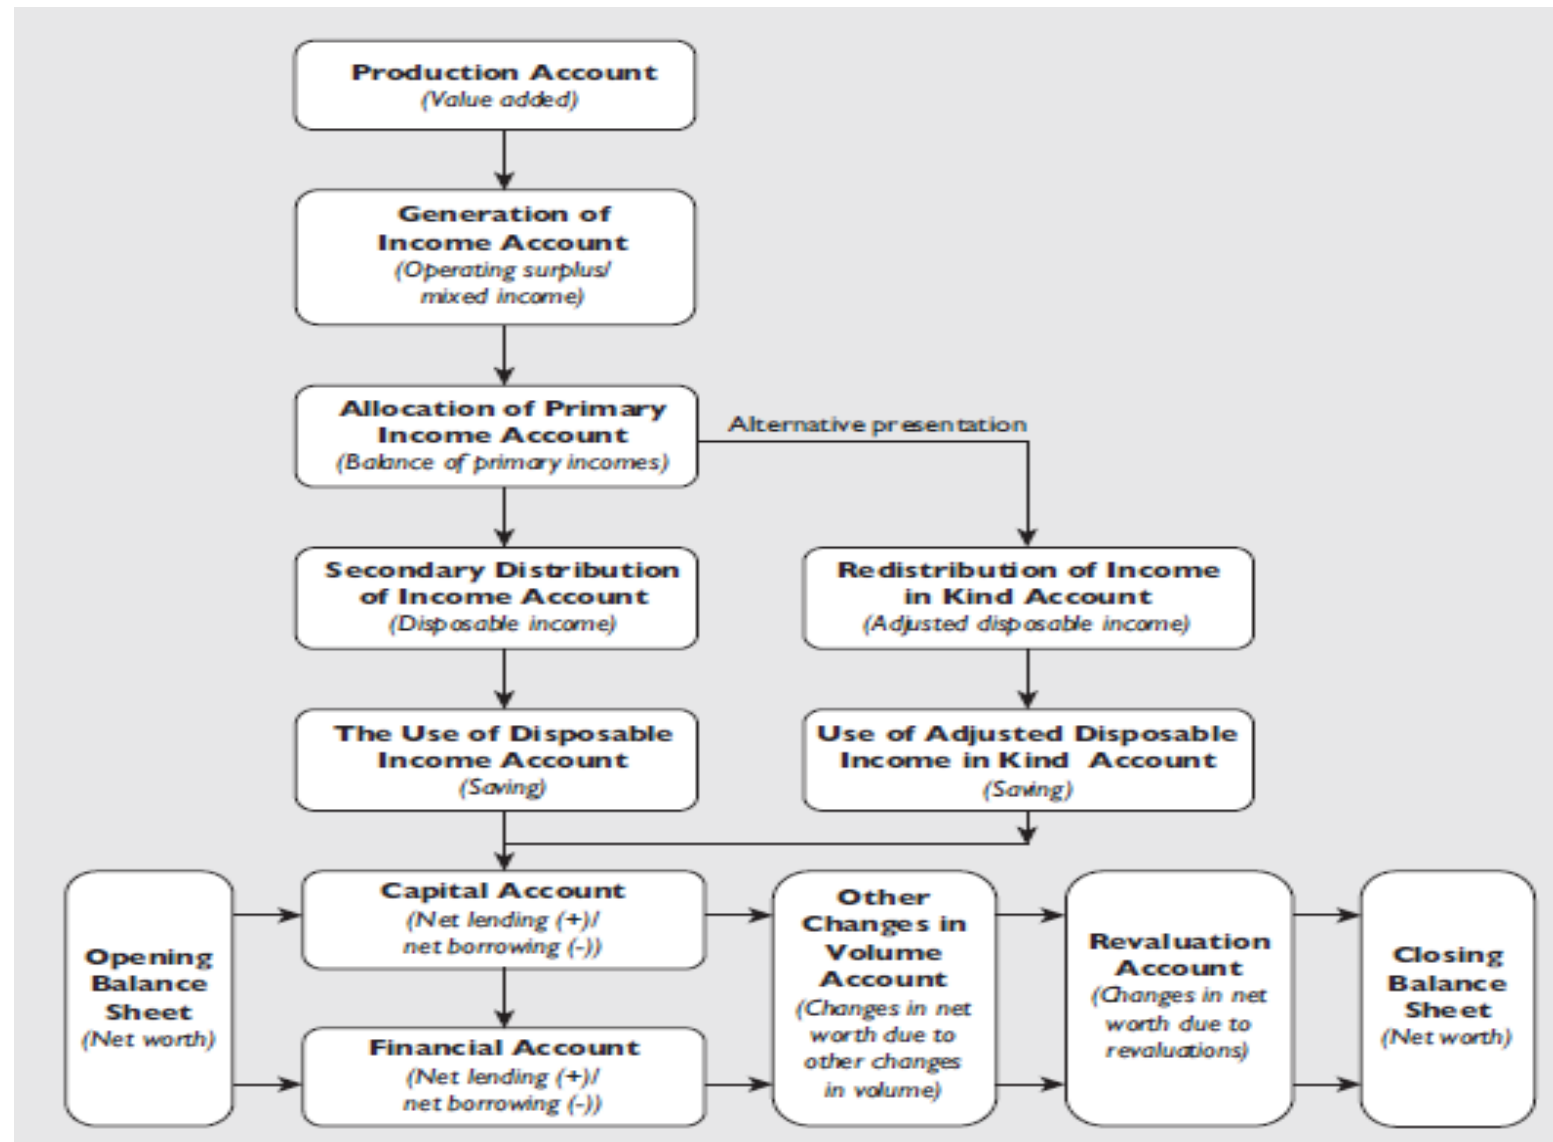 Production Account
(Value added)
Generation of
Income Account
(Operating surplus/
mixed income)
Allocation of Primary
Income Account
(Balance of primary incomes)
Alternative presentation
Secondary Distribution
of Income Account
(Disposable income)
Redistribution of Income
in Kind Account
(Adjusted disposable income)
The Use of Disposable
Income Account
(Saving)
Use of Adjusted Disposable
Income in Kind Account
(Saving)
Opening
Balance
Sheet
(Net worth)
Capital Account
(Net lending (+)/
net borrowing (-))
Financial Account
(Net lending (+)/
net borrowing (-))
Other
Changes in
Volume
Account
(Changes in net
worth due to
other changes
in volume)
Revaluation
Account
(Changes in net
worth due to
revaluations)
Closing
Balance
Sheet
(Net worth)